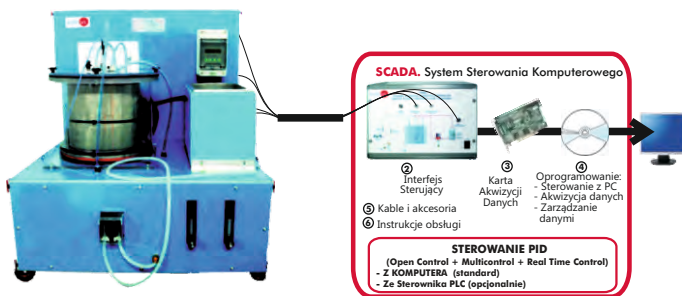 SCADA. System Sterowania Komputerowego
②
Interfejs
Sterujący
③
Karta
Akwizycji
Danych
④
Oprogramowanie:
- Sterowanie z PC
- Akwizycja danych
- Zarządzanie
danymi
⑤ Kable i akcesoria
⑥ Instrukcje obsługi
STEROWANIE PID
(Open Control + Multicontrol + Real Time Control)
- Z KOMPUTERA (standard)
- Ze Sterownika PLC (opcjonalnie)